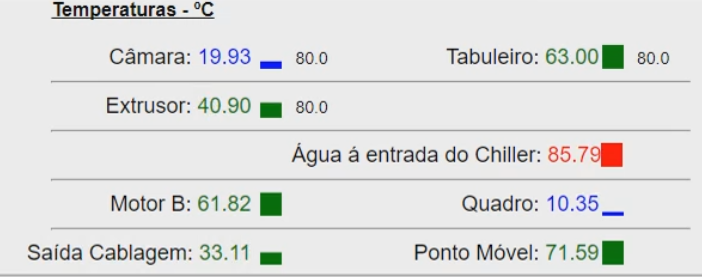 Temperaturas - ºC
Câmara: 19.93 80.0 Tabuleiro: 63.00 80.0
Extrusor: 40.90 80.0
Água á entrada do Chiller: 85.79
Motor B: 61.82 Quadro: 10.35
Saída Cablagem: 33.11 Ponto Móvel: 71.59